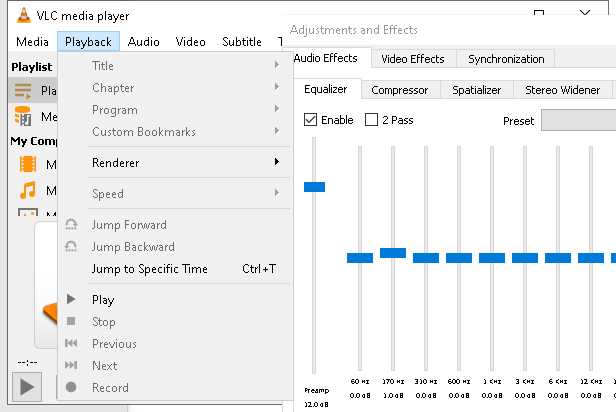 VLC media player
Media Playback Audio Video Subtitle
Playlist
My Comp
Title
Chapter
Program
Custom Bookmarks
Renderer
Speed
Jump Forward
Jump Backward
Jump to Specific Time Ctrl+T
Play
Stop
Previous
Next
Record
--:--
Adjustments and Effects
Audio Effects Video Effects Synchronization
Equalizer Compressor Spatializer Stereo Widener
Enable 2 Pass Preset
60 Hz 170 Hz 310 Hz 600 Hz 1 KHz 3 KHz 6 KHz 12 KHz
Preamp 0.0 dB 1.0 dB 0.0 dB 0.0 dB 0.0 dB 0.0 dB 0.0 dB 0.0 dB
12.0 dB